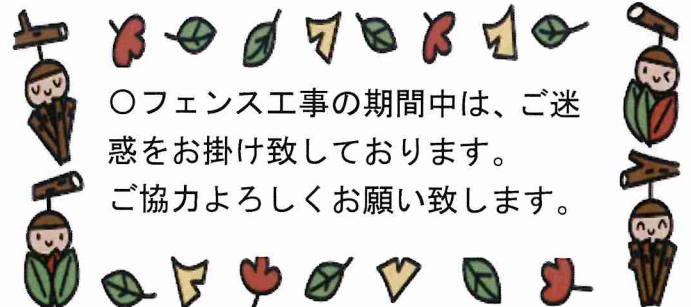 ○フェンス工事の期間中は、ご迷
惑をお掛け致しております。
ご協力よろしくお願い致します。